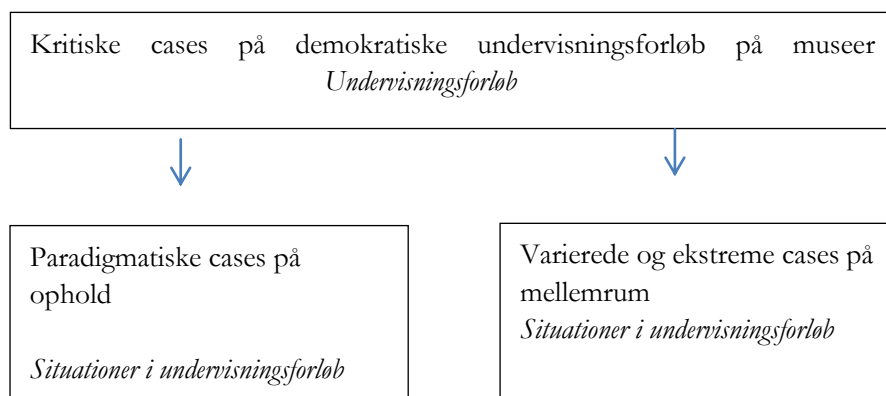 Kritiske cases på demokratiske undervisningsforløb på museer
Undervisningsforløb
Paradigmatiske cases på
ophold
Situationer i undervisningsforløb
Varierede og ekstreme cases på
mellemrum
Situationer i undervisningsforløb